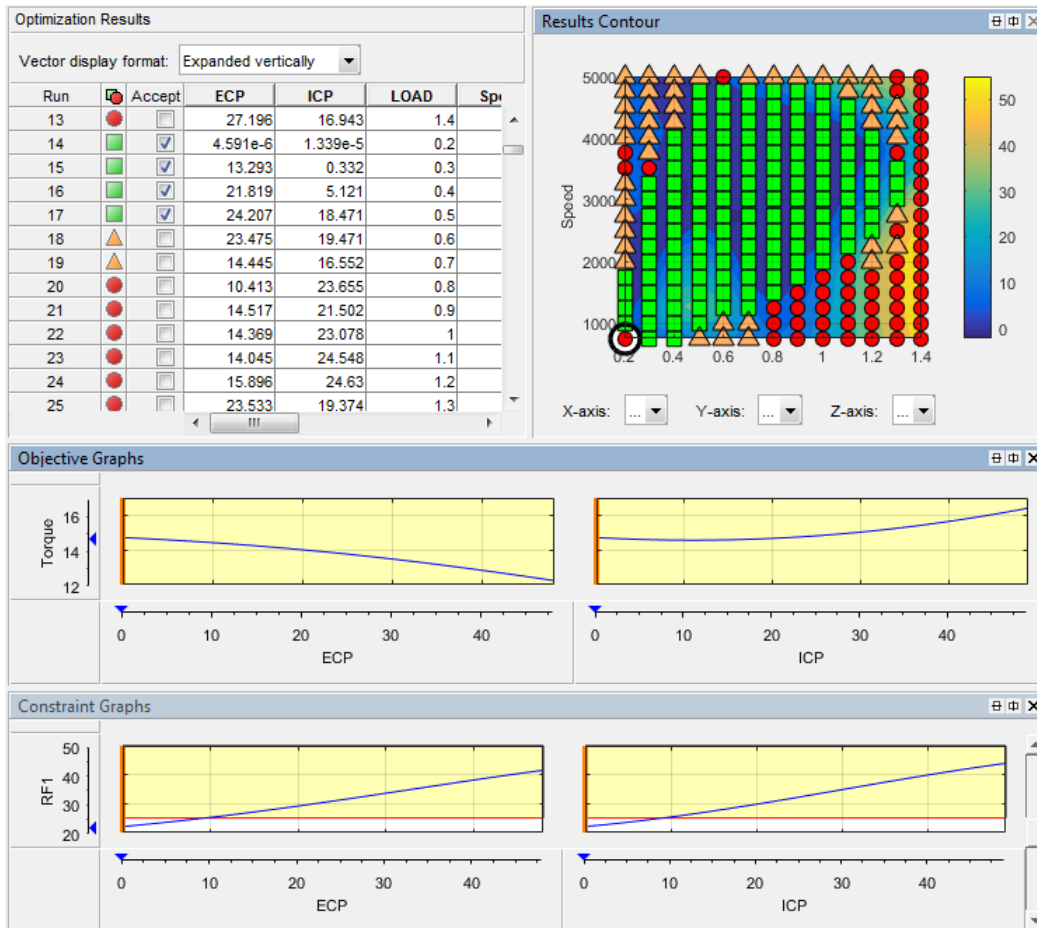 Optimization Results
Vector display format: Expanded vertically
Run Accept ECP ICP LOAD Spe
13 27.196 16.943 1.4
14 4.591e-6 1.339e-5 0.2
15 13.293 0.332 0.3
16 21.819 5.121 0.4
17 24.207 18.471 0.5
18 23.475 19.471 0.6
19 14.445 16.552 0.7
20 10.413 23.655 0.8
21 14.517 21.502 0.9
22 14.369 23.078 1
23 14.045 24.548 1.1
24 15.896 24.63 1.2
25 23.533 19.374 1.3
Results Contour
Speed
5000
4000
3000
2000
1000
0.2 0.4 0.6 0.8 1 1.2 1.4
50
40
30
20
10
0
X-axis: ... Y-axis: ... Z-axis: ...
Objective Graphs
Torque
16
14
12
0 10 20 30 40
ECP
0 10 20 30 40
ICP
Constraint Graphs
RF1
50
40
30
20
0 10 20 30 40
ECP
0 10 20 30 40
ICP